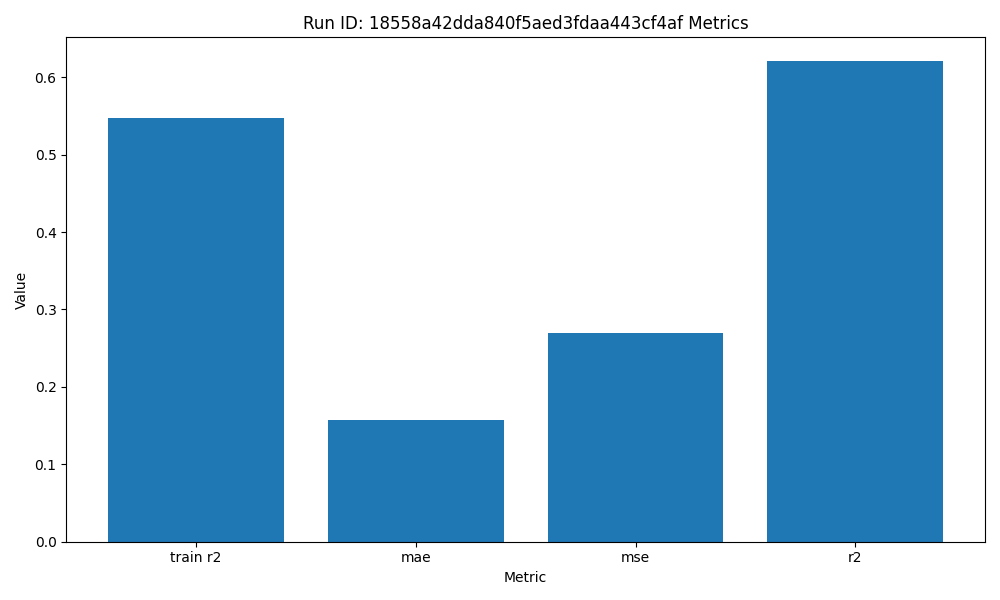 Run ID: 18558a42dda840f5aed3fdaa443cf4af Metrics
Value
0.6
0.5
0.4
0.3
0.2
0.1
0.0
train r2
mae
mse
r2
Metric